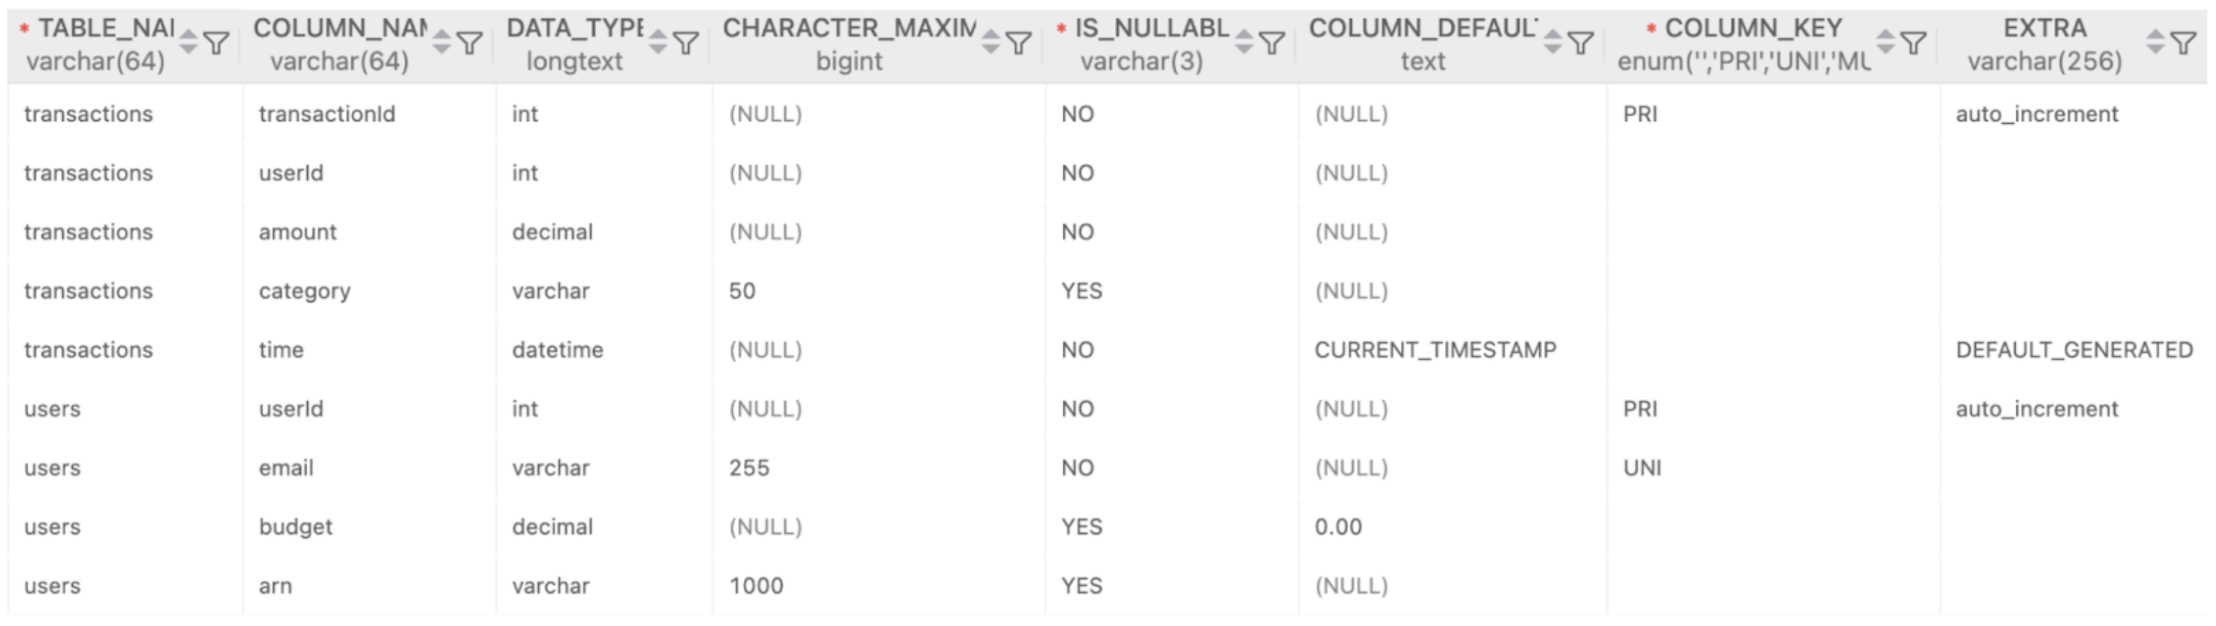 * TABLE_NAI COLUMN_NAM DATA_TYPE CHARACTER_MAXIM * IS_NULLABL COLUMN_DEFAUL * COLUMN_KEY EXTRA
varchar(64) varchar(64) longtext bigint varchar(3) text enum('','PRI','UNI','MU varchar(256)
transactions transactionId int (NULL) NO (NULL) PRI auto_increment
transactions userId int (NULL) NO (NULL)
transactions amount decimal (NULL) NO (NULL)
transactions category varchar 50 YES (NULL)
transactions time datetime (NULL) NO CURRENT_TIMESTAMP DEFAULT_GENERATED
users userId int (NULL) NO (NULL) PRI auto_increment
users email varchar 255 NO (NULL) UNI
users budget decimal (NULL) YES 0.00
users arn varchar 1000 YES (NULL)